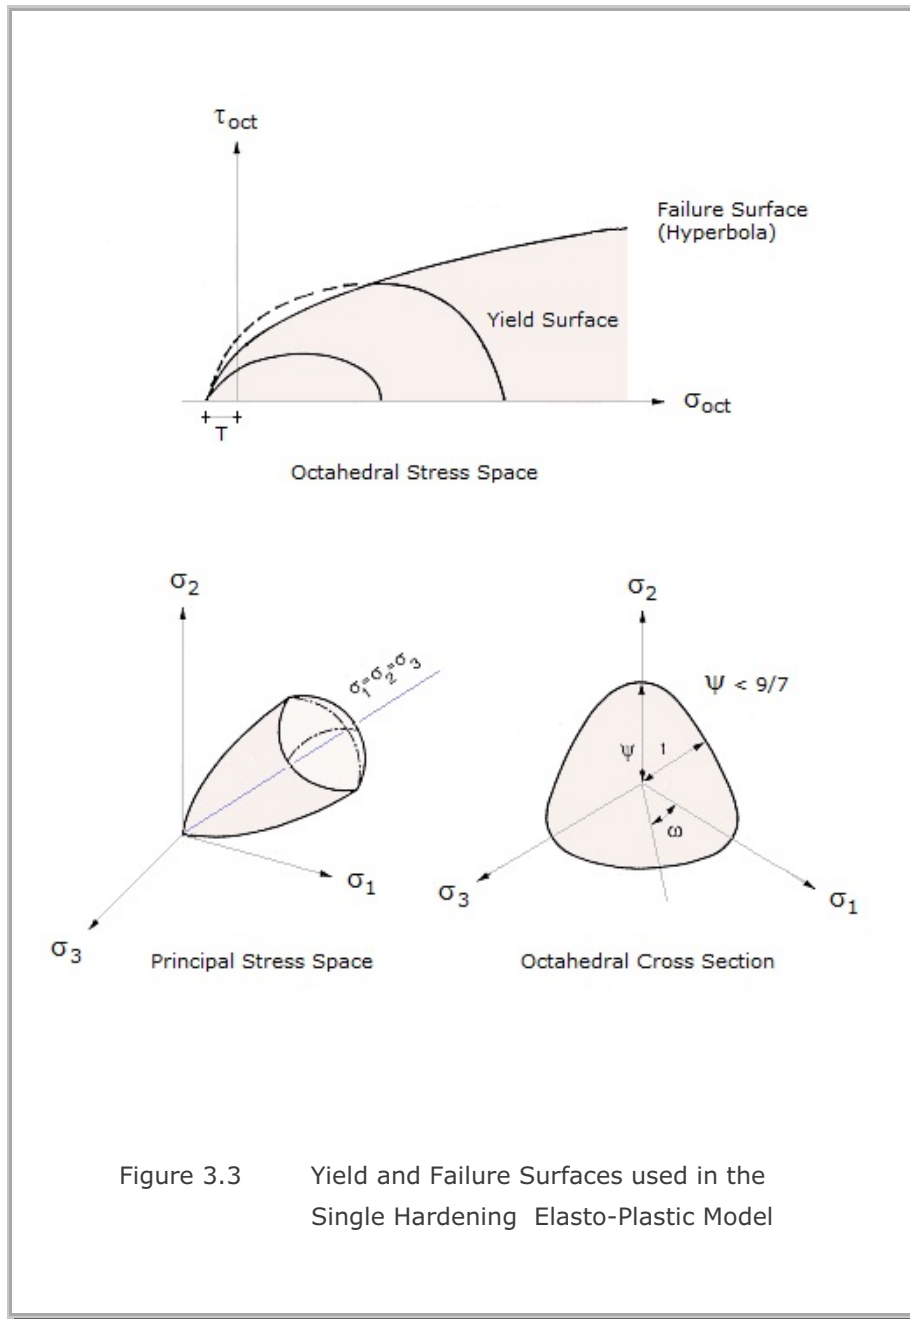 τoct
Failure Surface
(Hyperbola)
Yield Surface
σoct
T
Octahedral Stress Space
σ2
σ1=σ2=σ3
σ1
σ3
Principal Stress Space
σ2
ψ < 9/7
ψ
1
ω
σ3
σ1
Octahedral Cross Section
Figure 3.3 Yield and Failure Surfaces used in the
Single Hardening Elasto-Plastic Model